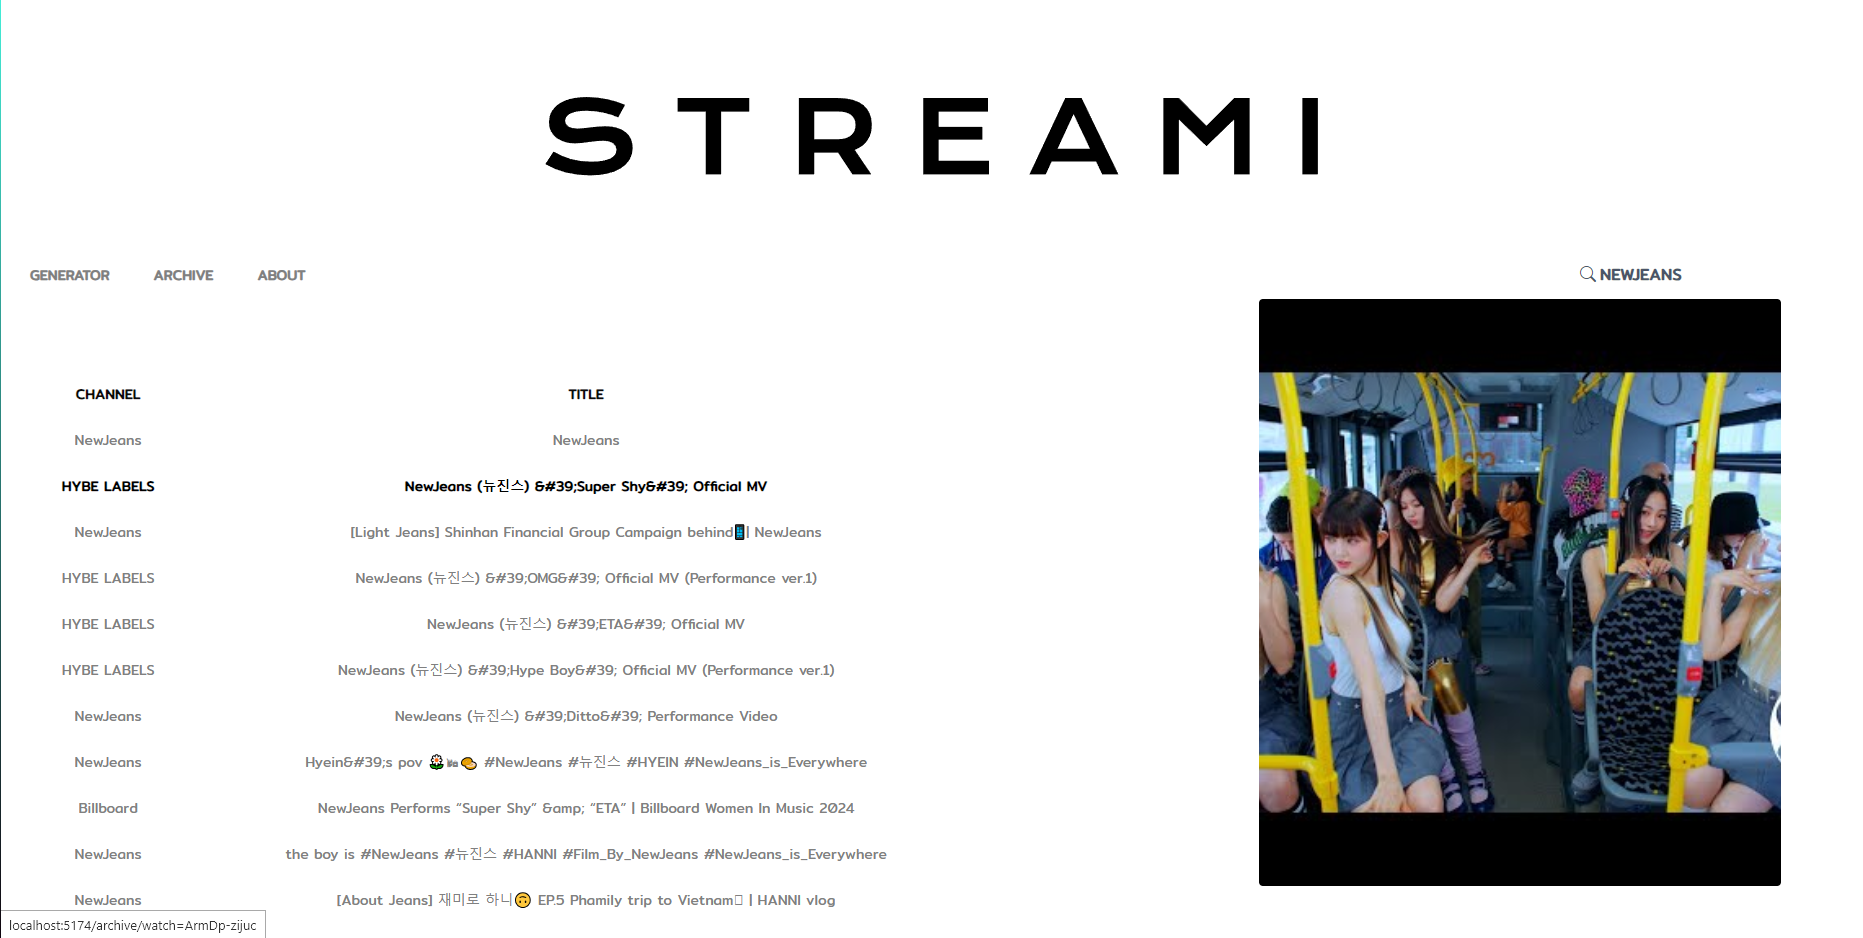 STREAMI
GENERATOR ARCHIVE ABOUT NEWJEANS
CHANNEL TITLE
NewJeans NewJeans
HYBE LABELS NewJeans (뉴진스) &#39;Super Shy&#39; Official MV
NewJeans [Light Jeans] Shinhan Financial Group Campaign behind📱| NewJeans
HYBE LABELS NewJeans (뉴진스) &#39;OMG&#39; Official MV (Performance ver.1)
HYBE LABELS NewJeans (뉴진스) &#39;ETA&#39; Official MV
HYBE LABELS NewJeans (뉴진스) &#39;Hype Boy&#39; Official MV (Performance ver.1)
NewJeans NewJeans (뉴진스) &#39;Ditto&#39; Performance Video
NewJeans Hyein&#39;s pov #NewJeans #뉴진스 #HYEIN #NewJeans_is_Everywhere
Billboard NewJeans Performs “Super Shy” &amp; “ETA” | Billboard Women In Music 2024
NewJeans the boy is #NewJeans #뉴진스 #HANNI #Film_By_NewJeans #NewJeans_is_Everywhere
NewJeans [About Jeans] 재미로 하니🙃 EP.5 Phamily trip to Vietnam | HANNI vlog
localhost:5174/archive/watch=ArmDp-zijuc